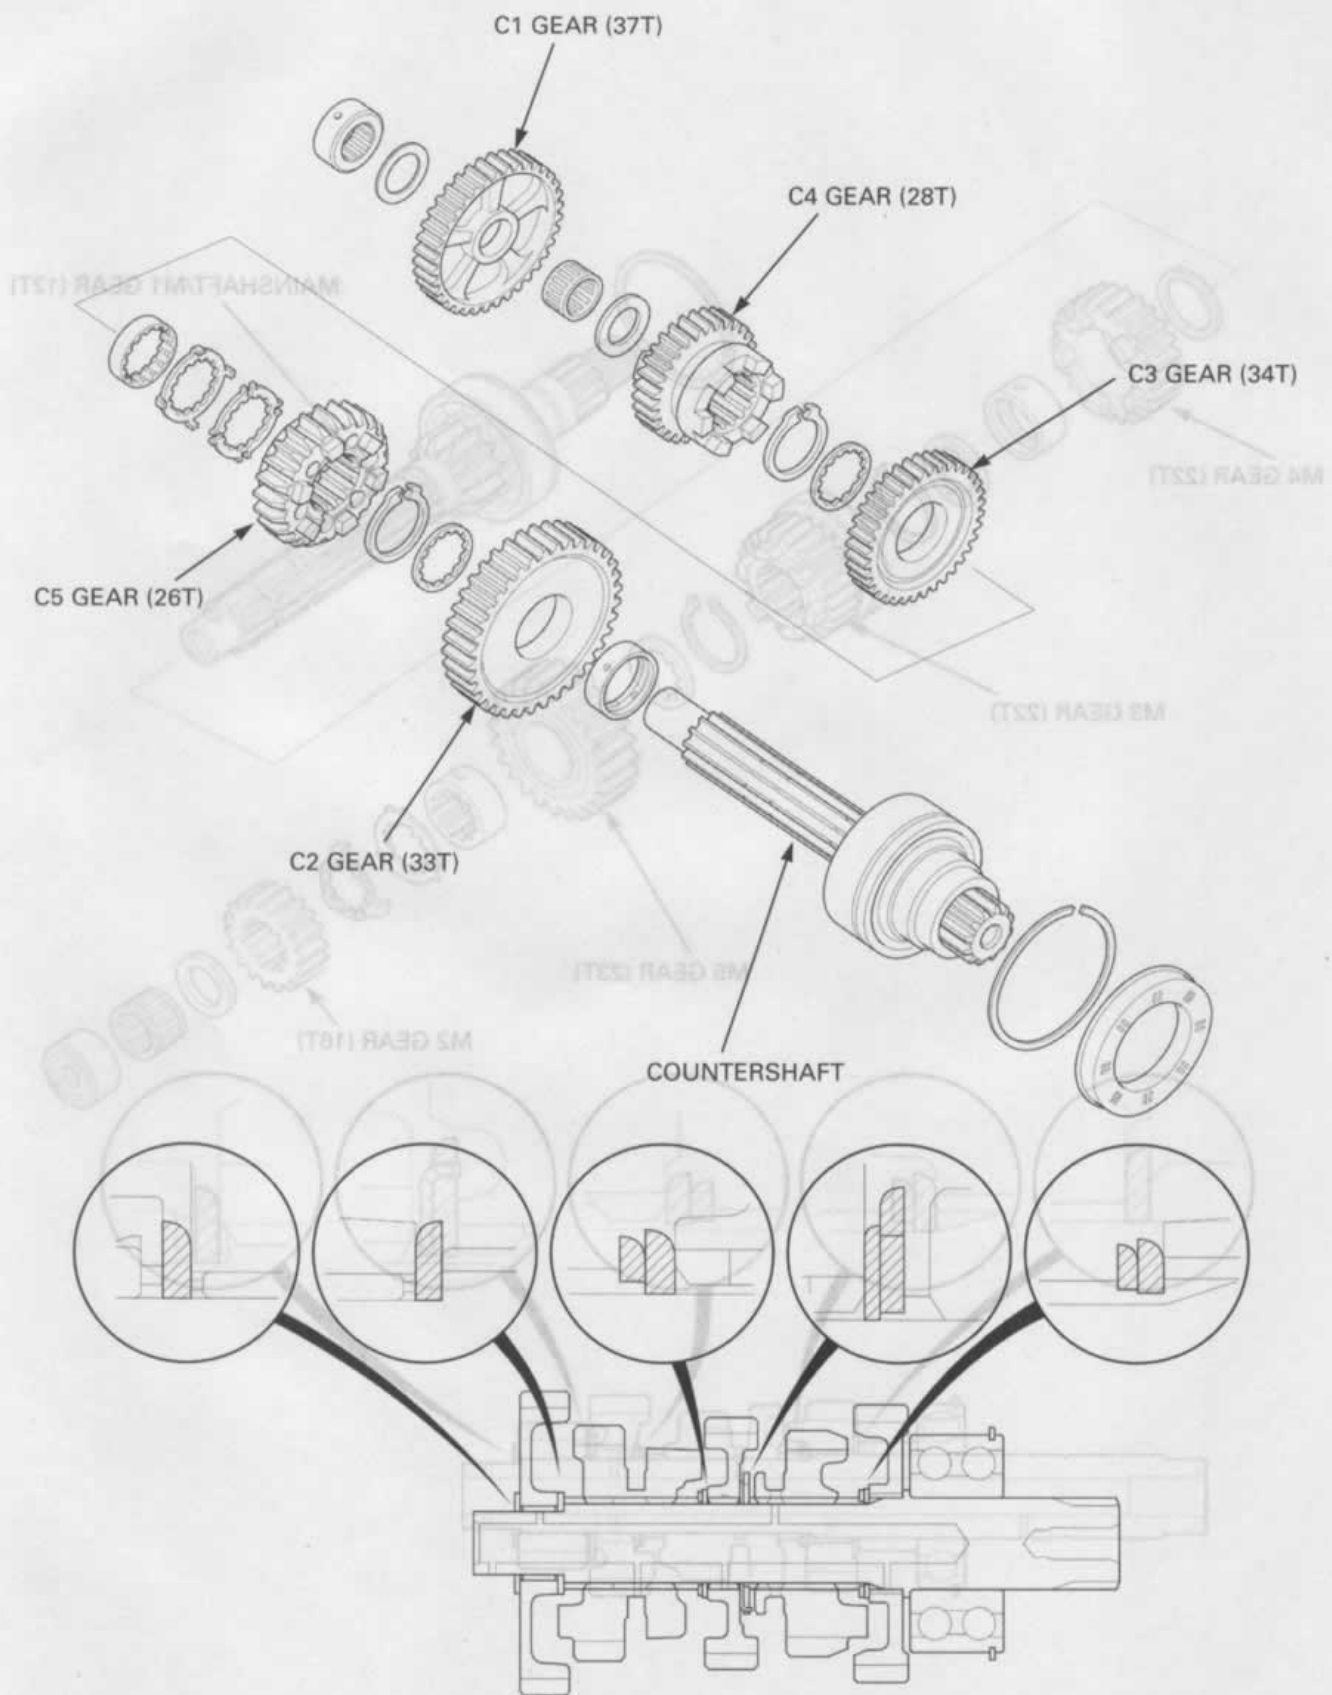 C1 GEAR (37T)
C4 GEAR (28T)
MAINSHAFT/M1 GEAR (12T)
C3 GEAR (34T)
M4 GEAR (22T)
C5 GEAR (26T)
M3 GEAR (22T)
C2 GEAR (33T)
M5 GEAR (23T)
M2 GEAR
COUNTERSHAFT